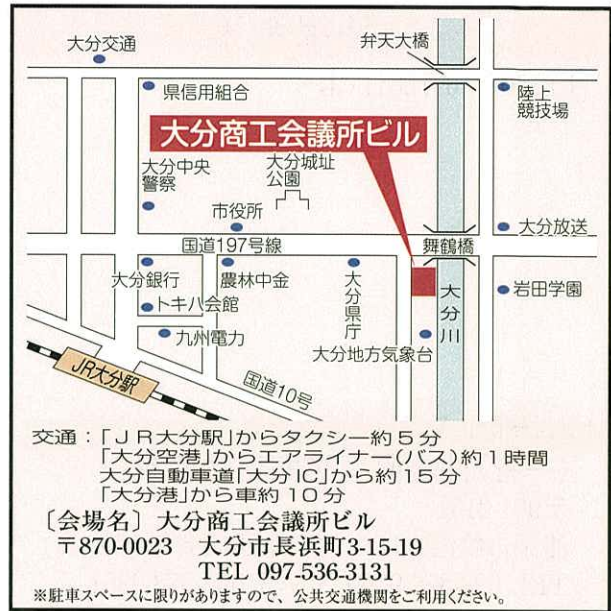 大分交通
弁天大橋
県信用組合
陸上
競技場
大分商工会議所ビル
大分中央
警察
大分城址
公園
市役所
大分放送
国道197号線
舞鶴橋
大分銀行
農林中金
大分県庁
大分川
岩田学園
トキハ会館
九州電力
大分地方気象台
JR大分駅
国道10号
交通：「ＪＲ大分駅」からタクシー約５分
「大分空港」からエアライナー（バス）約１時間
大分自動車道「大分IC」から約１５分
「大分港」から車約１０分
〔会場名〕大分商工会議所ビル
〒870-0023　大分市長浜町3-15-19
TEL 097-536-3131
※駐車スペースに限りがありますので、公共交通機関をご利用ください。